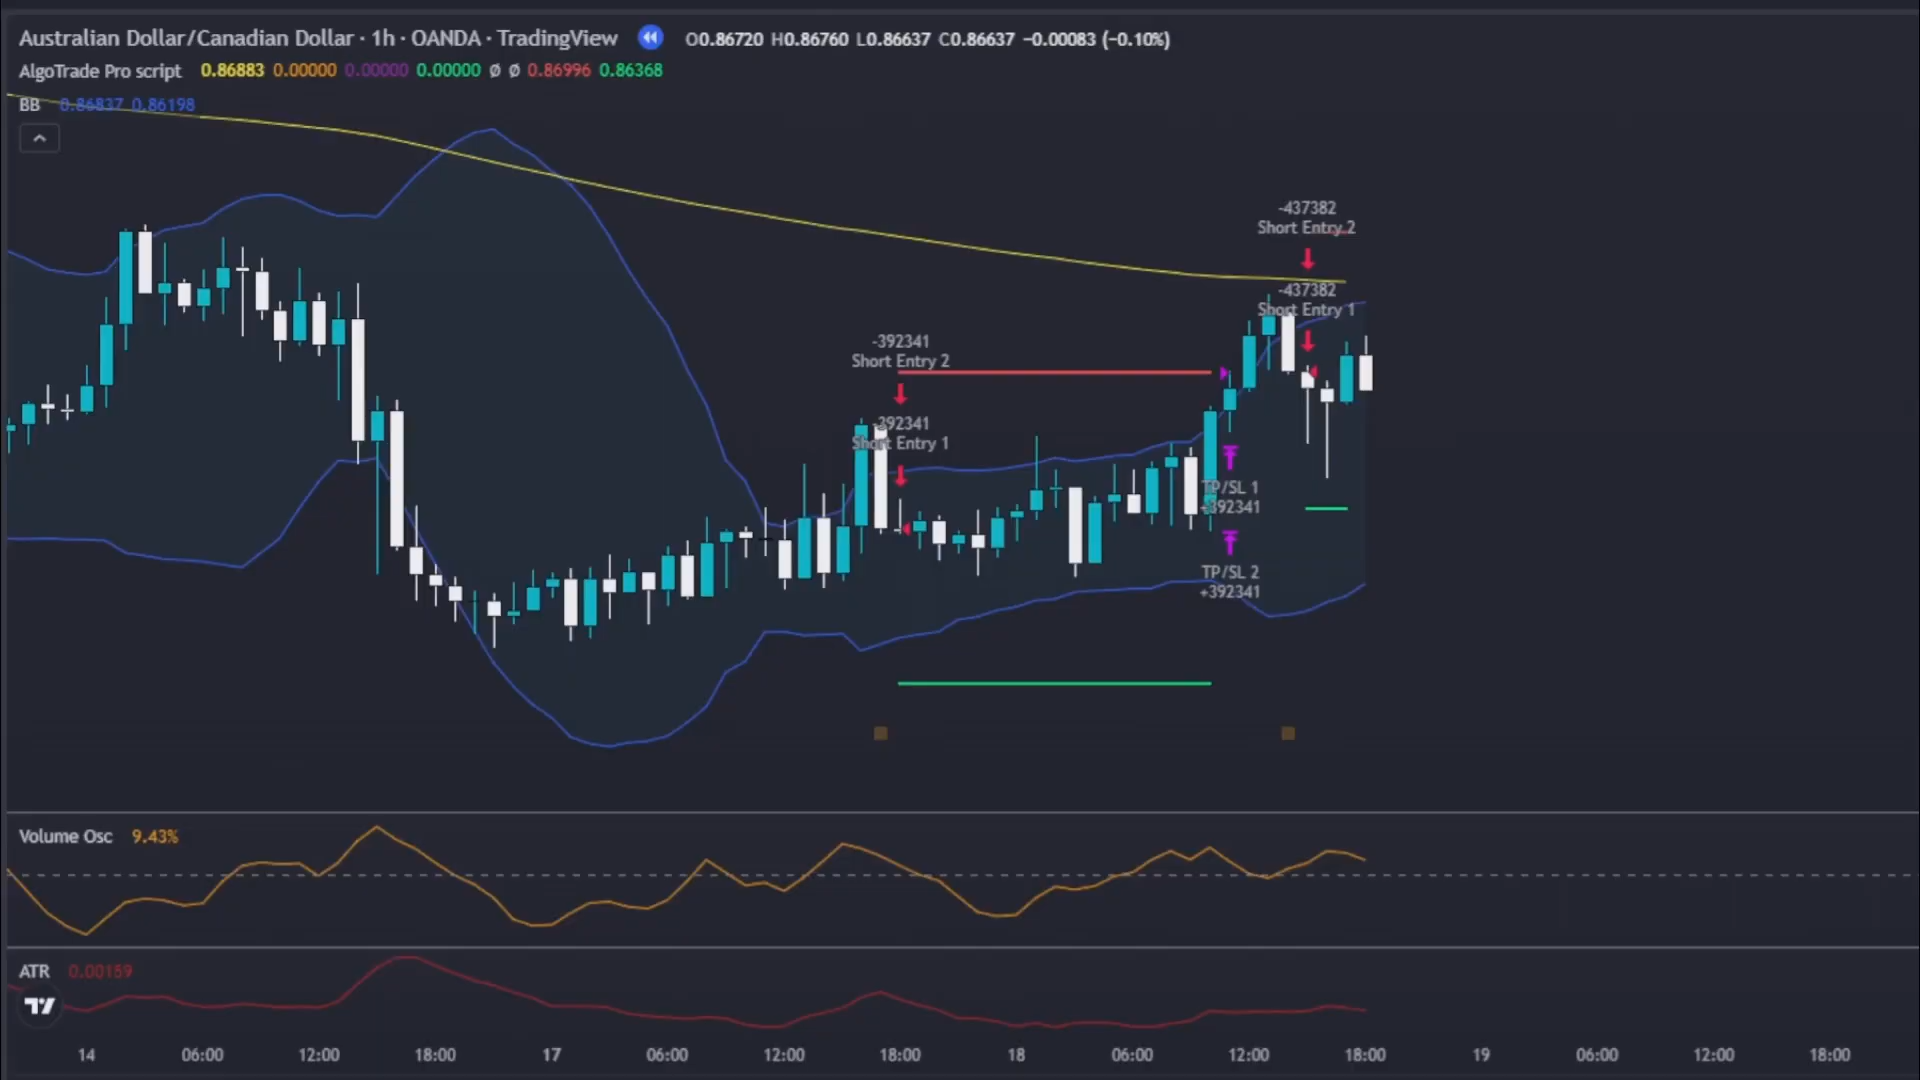 Australian Dollar/Canadian Dollar · 1h · OANDA · TradingView O0.86720 H0.86760 L0.86637 C0.86637 −0.00083 (−0.10%)
AlgoTrade Pro script 0.86883 0.00000 0.00000 0.00000 Ø Ø 0.86996 0.86368
BB 0.86837 0.86198
-437382
Short Entry 2
-437382
Short Entry 1
-392341
Short Entry 2
-392341
Short Entry 1
TP/SL 1
+392341
TP/SL 2
+392341
Volume Osc 9.43%
ATR 0.00159
14 06:00 12:00 18:00 17 06:00 12:00 18:00 18 06:00 12:00 18:00 19 06:00 12:00 18:00